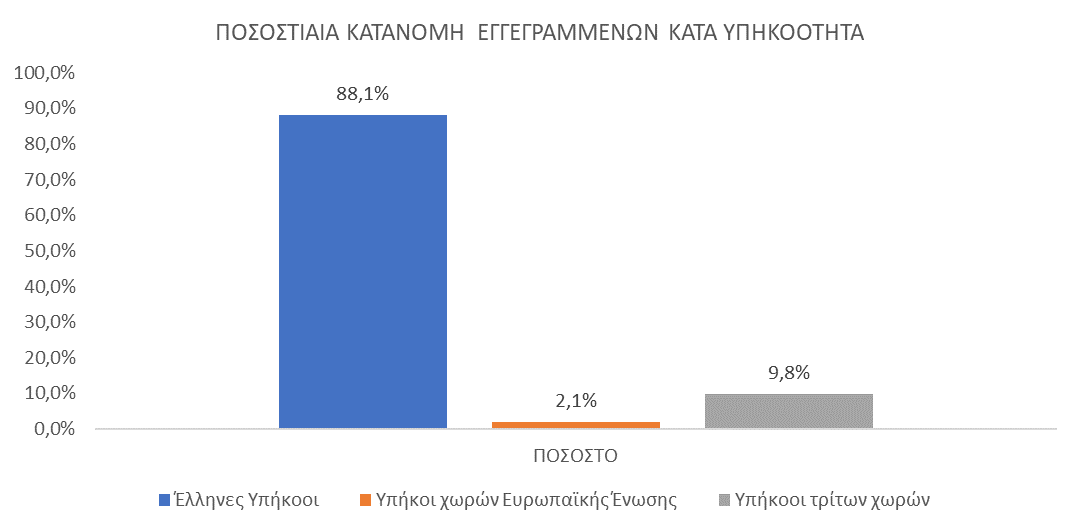 ΠΟΣΟΣΤΙΑΙΑ ΚΑΤΑΝΟΜΗ ΕΓΓΕΓΡΑΜΜΕΝΩΝ ΚΑΤΑ ΥΠΗΚΟΟΤΗΤΑ
100,0%
90,0%
80,0%
70,0%
60,0%
50,0%
40,0%
30,0%
20,0%
10,0%
0,0%
88,1%
2,1%
9,8%
ΠΟΣΟΣΤΟ
Έλληνες Υπήκοοι
Υπήκοι χωρών Ευρωπαϊκής Ένωσης
Υπήκοοι τρίτων χωρών